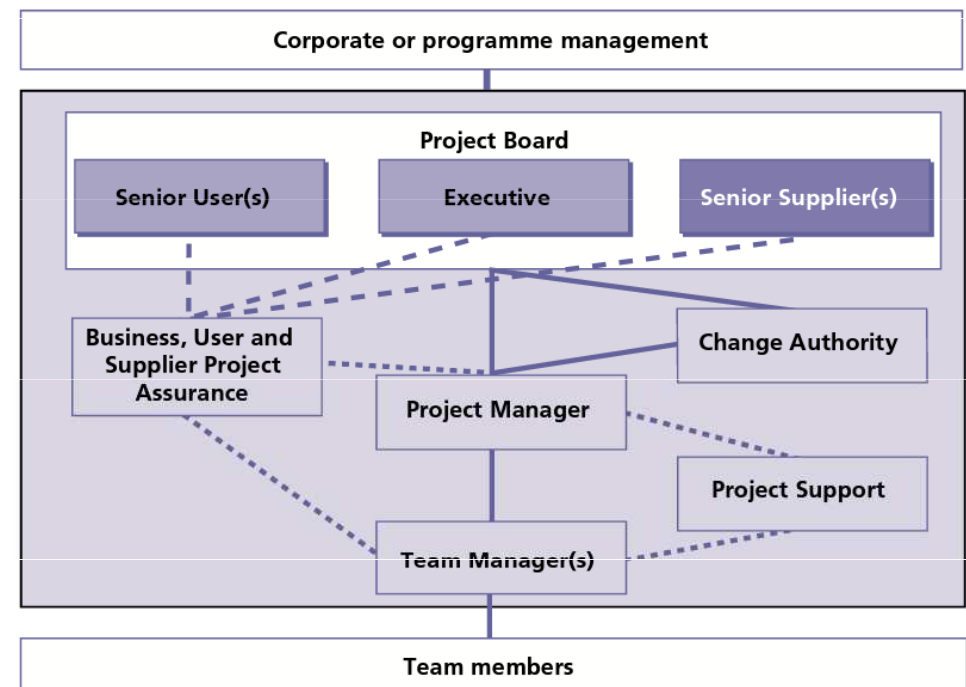 Corporate or programme management
Project Board
Senior User(s)
Executive
Senior Supplier(s)
Business, User and
Supplier Project
Assurance
Change Authority
Project Manager
Project Support
Team Manager(s)
Team members